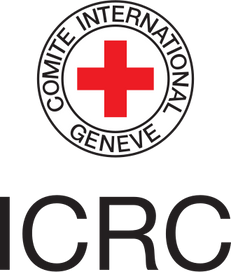 COMITE INTERNATIONAL
GENEVE
ICRC